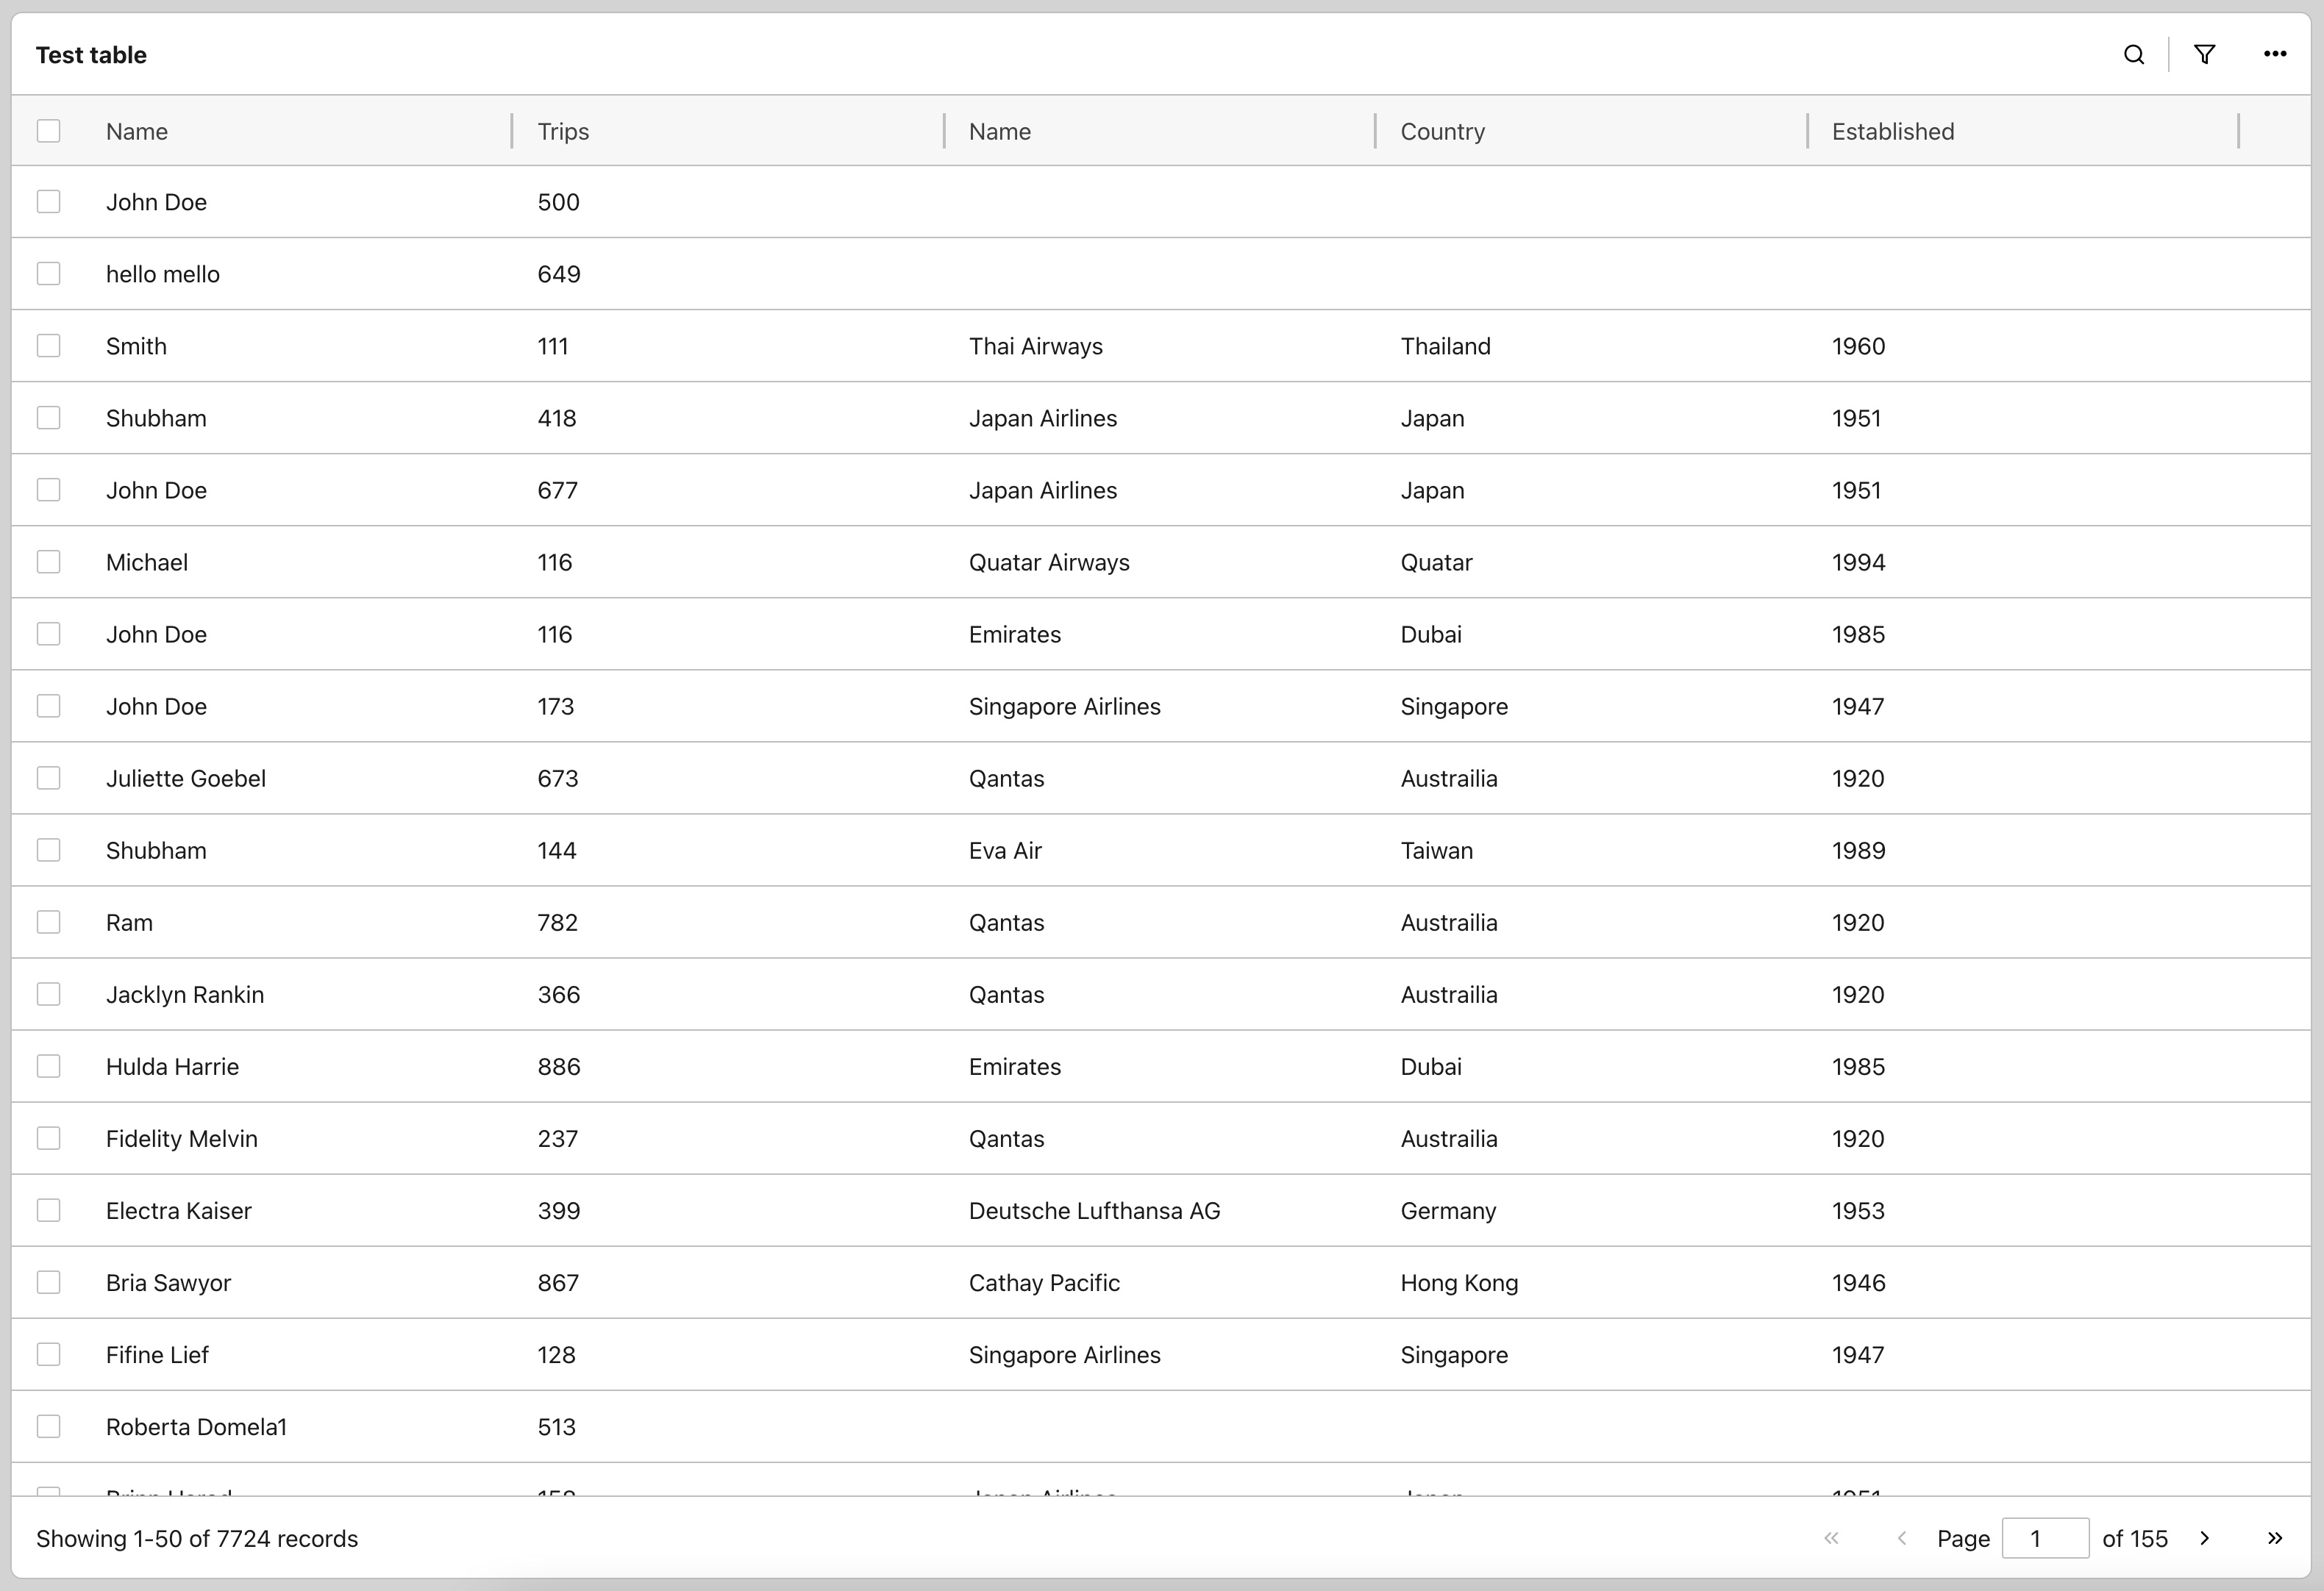 Test table
Name Trips Name Country Established
John Doe 500
hello mello 649
Smith 111 Thai Airways Thailand 1960
Shubham 418 Japan Airlines Japan 1951
John Doe 677 Japan Airlines Japan 1951
Michael 116 Quatar Airways Quatar 1994
John Doe 116 Emirates Dubai 1985
John Doe 173 Singapore Airlines Singapore 1947
Juliette Goebel 673 Qantas Austrailia 1920
Shubham 144 Eva Air Taiwan 1989
Ram 782 Qantas Austrailia 1920
Jacklyn Rankin 366 Qantas Austrailia 1920
Hulda Harrie 886 Emirates Dubai 1985
Fidelity Melvin 237 Qantas Austrailia 1920
Electra Kaiser 399 Deutsche Lufthansa AG Germany 1953
Bria Sawyor 867 Cathay Pacific Hong Kong 1946
Fifine Lief 128 Singapore Airlines Singapore 1947
Roberta Domela1 513
Japan Airlines Japan 1951
Showing 1-50 of 7724 records Page 1 of 155